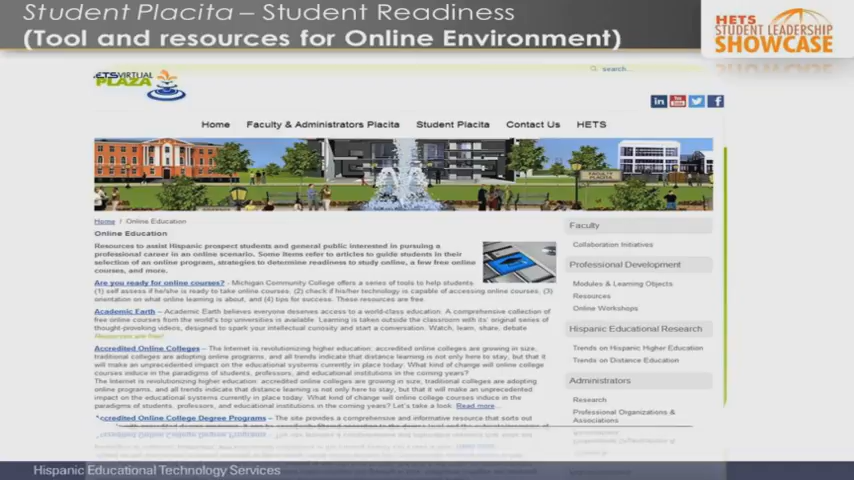 Student Placita – Student Readiness
(Tool and resources for Online Environment)
HETS
STUDENT LEADERSHIP
SHOWCASE
HETS VIRTUAL
PLAZA
search...
Home Faculty & Administrators Placita Student Placita Contact Us HETS
FACULTY
PLACITA
Home / Online Education
Online Education
Resources to assist Hispanic prospect students and general public interested in pursuing a
professional career in an online scenario. Some items refer to articles to guide students in their
selection of an online program, strategies to determine readiness to study online, a few free online
courses, and more.
Are you ready for online courses? - Michigan Community College offers a series of tools to help students
(1) self assess if he/she is ready to take online courses. (2) check if his/her technology is capable of accessing online courses. (3)
orientation on what online learning is about, and (4) tips for success. These resources are free.
Academic Earth – Academic Earth believes everyone deserves access to a world-class education. A comprehensive collection of
free online courses from the world's top universities is available. Learning is taken outside the classroom with its' original series of
thought-provoking videos, designed to spark your intellectual curiosity and start a conversation. Watch, learn, share, debate
Resources are free!
Accredited Online Colleges – The Internet is revolutionizing higher education: accredited online colleges are growing in size,
traditional colleges are adopting online programs, and all trends indicate that distance learning is not only here to stay, but that it
will make an unprecedented impact on the educational systems currently in place today. What kind of change will online college
courses induce in the paradigms of students, professors, and educational institutions in the coming years?
The Internet is revolutionizing higher education: accredited online colleges are growing in size, traditional colleges are adopting
online programs, and all trends indicate that distance learning is not only here to stay, but that it will make an unprecedented
impact on the educational systems currently in place today. What kind of change will online college courses induce in the
paradigms of students, professors, and educational institutions in the coming years? Let's take a look. Read more...
Accredited Online College Degree Programs – The site provides a comprehensive and informative resource that sorts out
Faculty
Collaboration Initiatives
Professional Development
Modules & Learning Objects
Resources
Online Workshops
Hispanic Educational Research
Trends on Hispanic Higher Education
Trends on Distance Education
Administrators
Research
Professional Organizations &
Associations
Hispanic Educational Technology Services